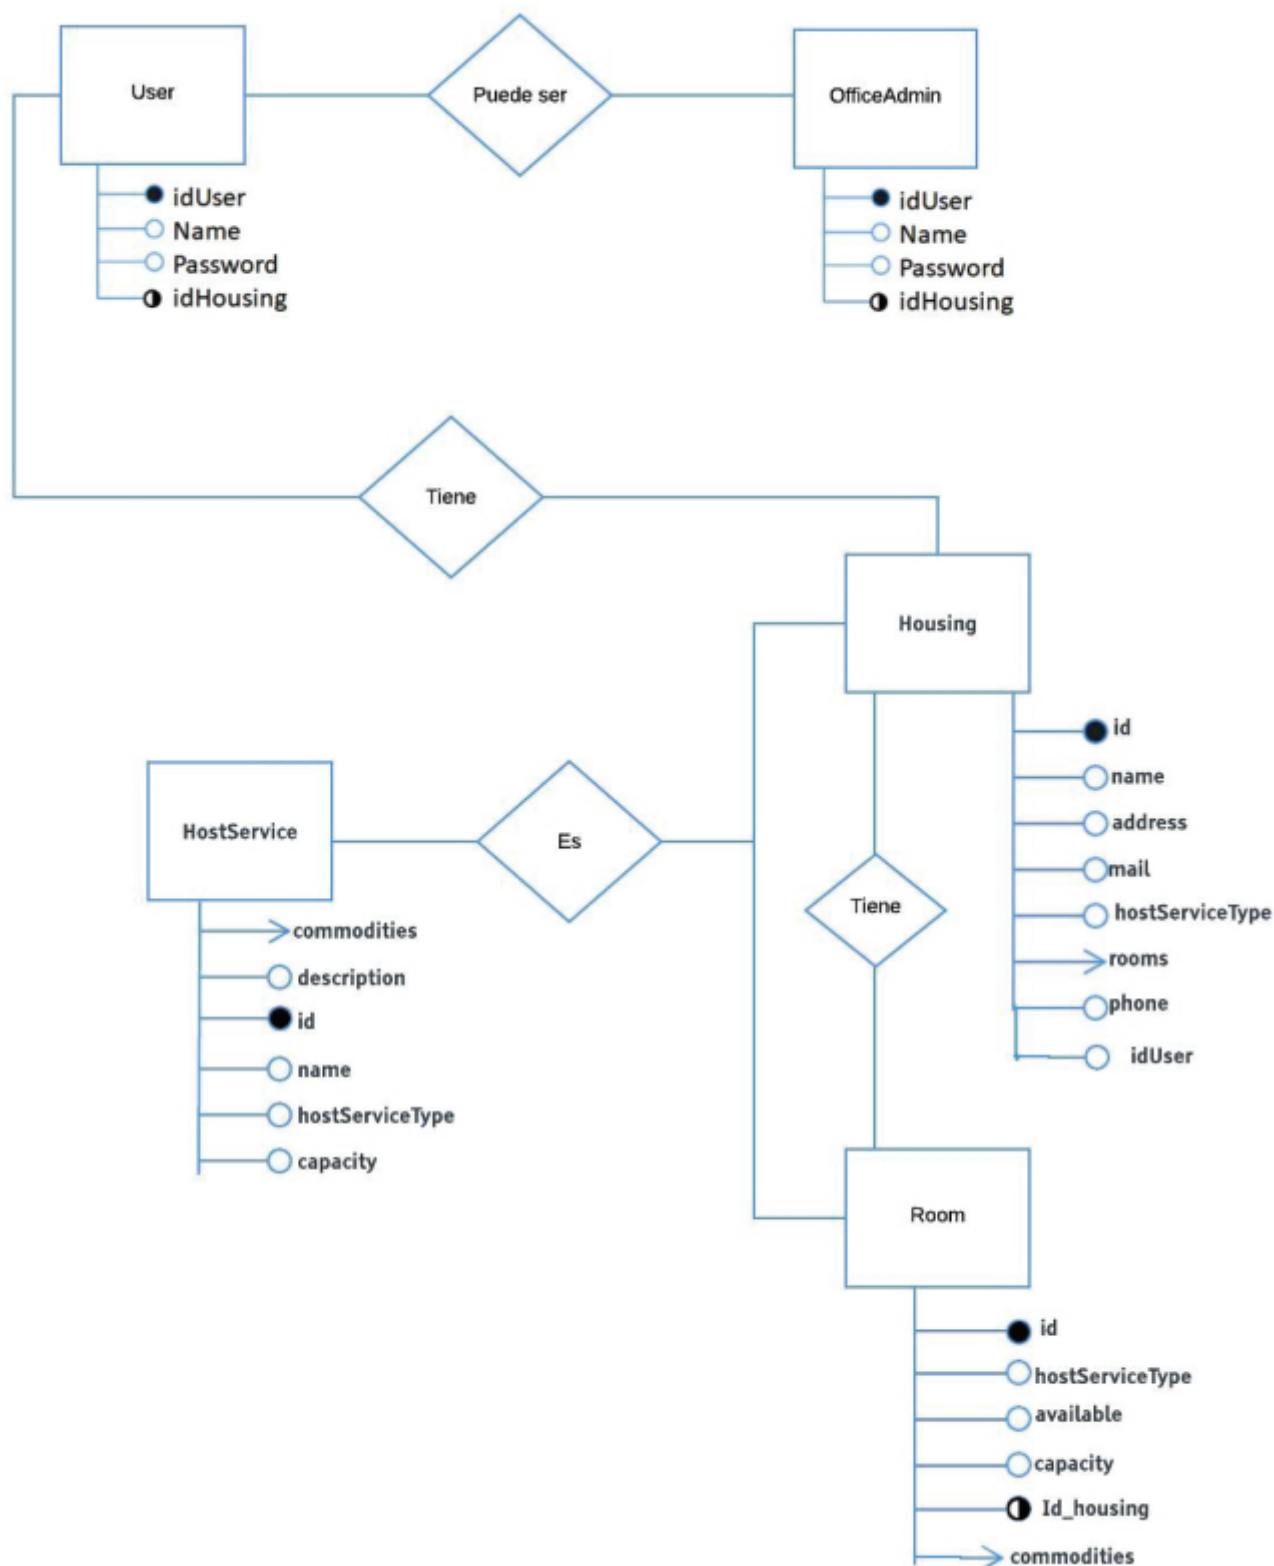 User
Puede ser
OfficeAdmin
idUser
Name
Password
idHousing
idUser
Name
Password
idHousing
Tiene
Housing
id
name
address
mail
hostServiceType
rooms
phone
idUser
HostService
Es
Tiene
commodities
description
id
name
hostServiceType
capacity
Room
id
hostServiceType
available
capacity
Id_housing
commodities